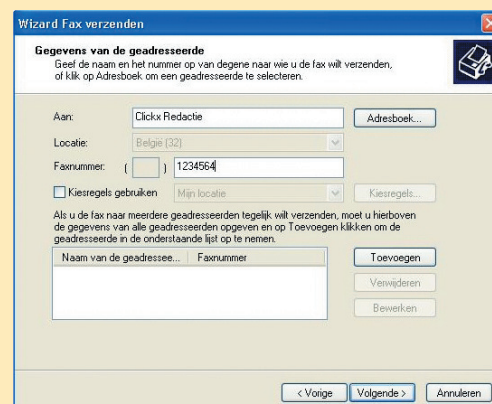 Wizard Fax verzenden
Gegevens van de geadresseerde
Geef de naam en het nummer op van degene naar wie u de fax wilt verzenden,
of klik op Adresboek om een geadresseerde te selecteren.
Aan: Clickx Redactie Adresboek...
Locatie: België (32)
Faxnummer: ( ) 1234564
Kiesregels gebruiken Mijn locatie Kiesregels...
Als u de fax naar meerdere geadresseerden tegelijk wilt verzenden, moet u hierboven
de gegevens van alle geadresseerden opgeven en op Toevoegen klikken om de
geadresseerde in de onderstaande lijst op te nemen.
Naam van de geadressee... Faxnummer Toevoegen
Verwijderen
Bewerken
< Vorige Volgende > Annuleren